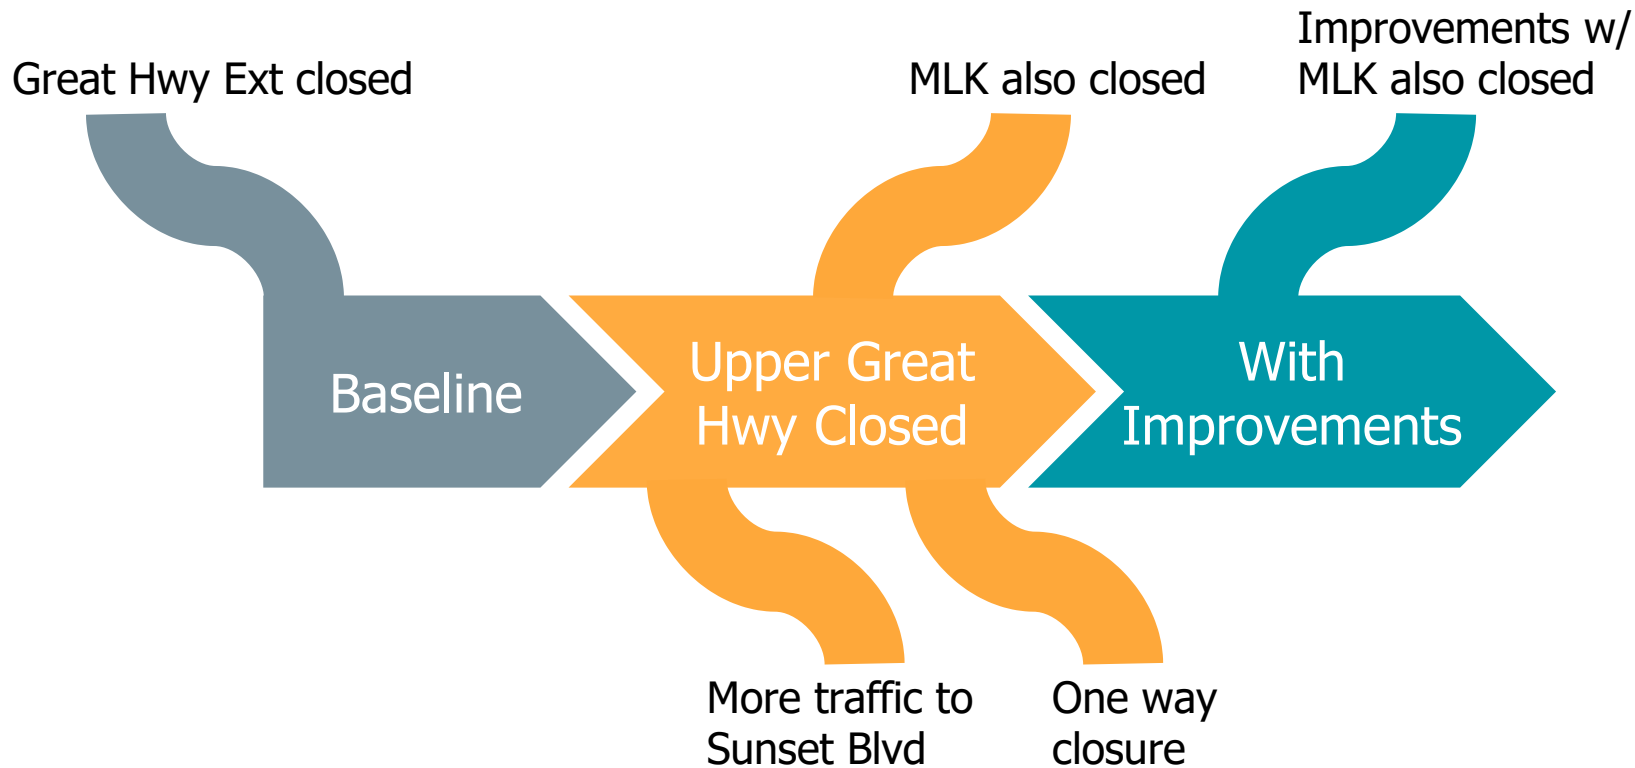 Great Hwy Ext closed
MLK also closed
Improvements w/
MLK also closed
Baseline
Upper Great
Hwy Closed
With
Improvements
More traffic to
Sunset Blvd
One way
closure